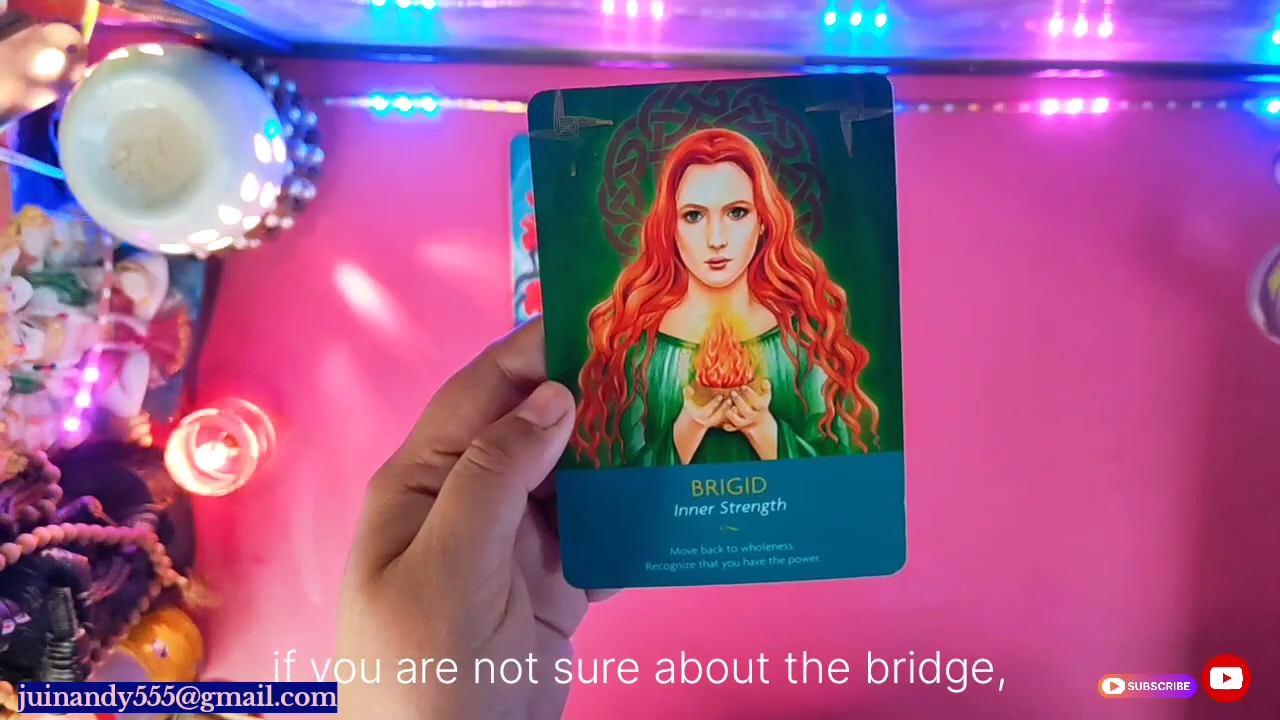 BRIGID
Inner Strength
Move back to wholeness.
Recognize that you have the power.
if you are not sure about the bridge,
juinandy555@gmail.com
SUBSCRIBE